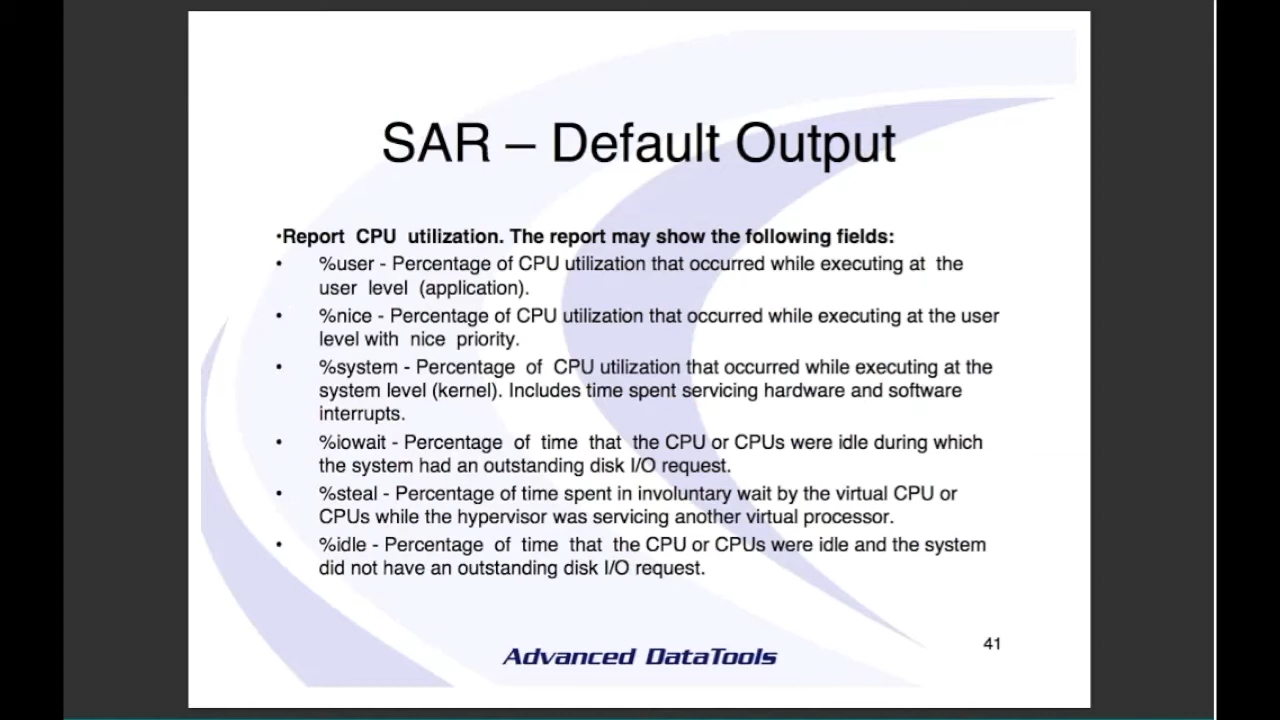 SAR – Default Output
•Report CPU utilization. The report may show the following fields:
• %user - Percentage of CPU utilization that occurred while executing at the
user level (application).
• %nice - Percentage of CPU utilization that occurred while executing at the user
level with nice priority.
• %system - Percentage of CPU utilization that occurred while executing at the
system level (kernel). Includes time spent servicing hardware and software
interrupts.
• %iowait - Percentage of time that the CPU or CPUs were idle during which
the system had an outstanding disk I/O request.
• %steal - Percentage of time spent in involuntary wait by the virtual CPU or
CPUs while the hypervisor was servicing another virtual processor.
• %idle - Percentage of time that the CPU or CPUs were idle and the system
did not have an outstanding disk I/O request.
41
Advanced DataTools